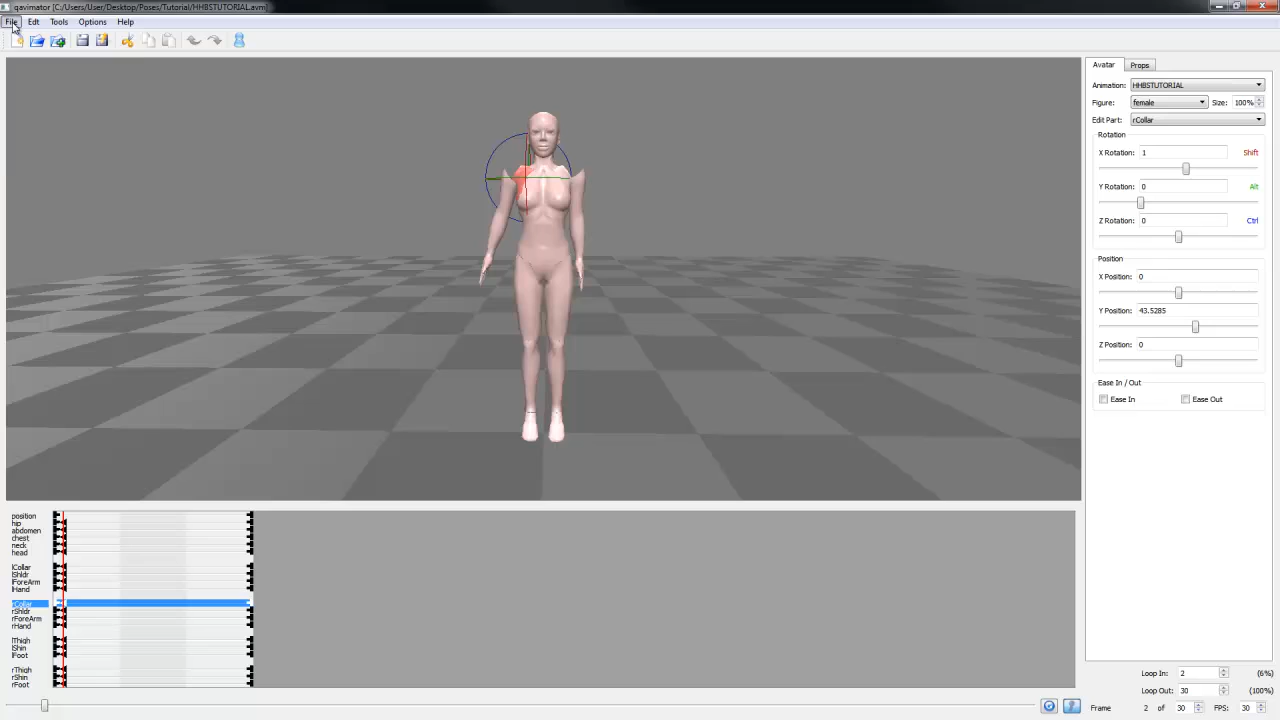 qavimator [C:/Users/User/Desktop/Poses/Tutorial/HHBSTUTORIAL.avm]
File Edt Tools Options Help
Avatar Props
Animation: HHBSTUTORIAL
Figure: female Size: 100%
Edit Part: rCollar
Rotation
X Rotation: 1 Shift
Y Rotation: 0 Alt
Z Rotation: 0 Ctrl
Position
X Position: 0
Y Position: 43.5285
Z Position: 0
Ease In / Out
Ease In Ease Out
position
hip
abdomen
chest
neck
head
lCollar
lShldr
lForeArm
lHand
rCollar
rShldr
rForeArm
rHand
lThigh
lShin
lFoot
rThigh
rShin
rFoot
Loop In: 2 (6%)
Loop Out: 30 (100%)
Frame 2 of 30 FPS: 30